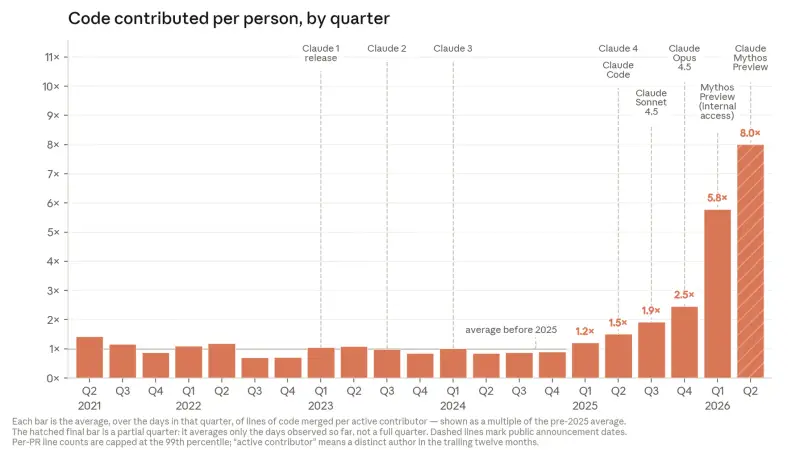 Code contributed per person, by quarter
Claude 1
release
Claude 2
Claude 3
Claude 4
Claude
Code
Claude
Sonnet
4.5
Claude
Opus
4.5
Mythos
Preview
(internal
access)
Claude
Mythos
Preview
11×
10×
9×
8×
7×
6×
5×
4×
3×
2×
1×
0×
average before 2025
1.2×
1.5×
1.9×
2.5×
5.8×
8.0×
Q2 Q3 Q4 Q1 Q2 Q3 Q4 Q1 Q2 Q3 Q4 Q1 Q2 Q3 Q4 Q1 Q2 Q3 Q4 Q1 Q2
2021 2022 2023 2024 2025 2026
Each bar is the average, over the days in that quarter, of lines of code merged per active contributor — shown as a multiple of the pre-2025 average.
The hatched final bar is a partial quarter: it averages only the days observed so far, not a full quarter. Dashed lines mark public announcement dates.
Per-PR line counts are capped at the 99th percentile; "active contributor" means a distinct author in the trailing twelve months.